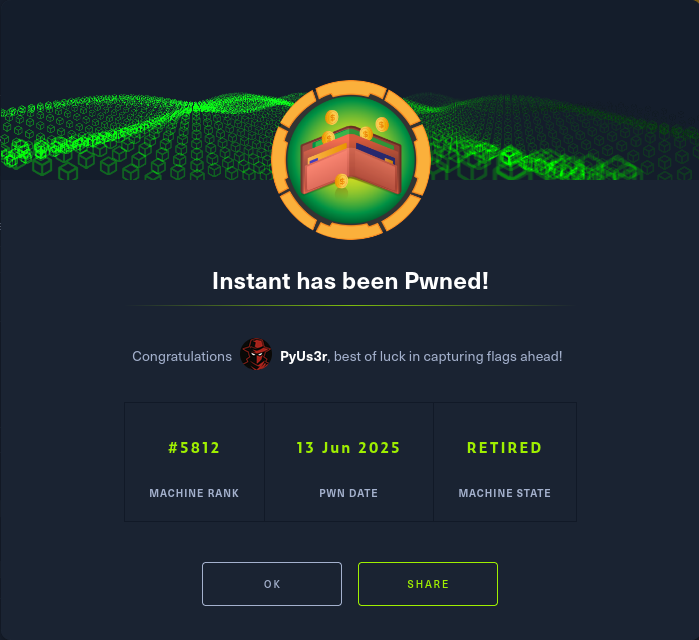 Instant has been Pwned!
Congratulations PyUs3r, best of luck in capturing flags ahead!
#5812 13 Jun 2025 RETIRED
MACHINE RANK PWN DATE MACHINE STATE
OK SHARE